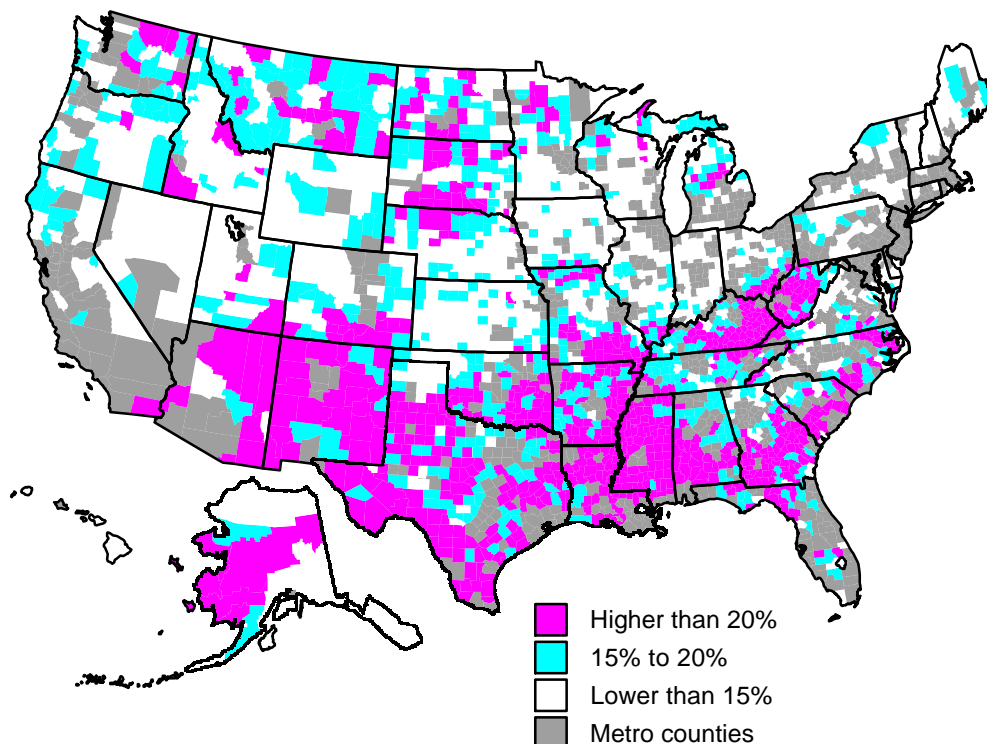 Higher than 20%
15% to 20%
Lower than 15%
Metro counties